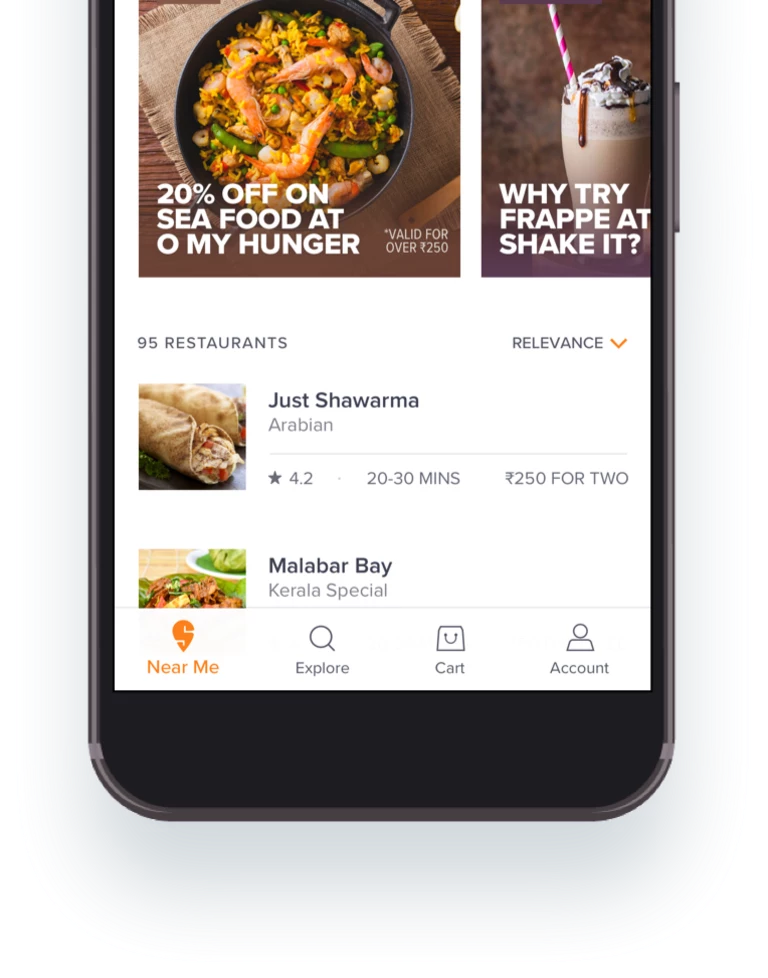 20% OFF ON
SEA FOOD AT
O MY HUNGER
*VALID FOR
OVER ₹250
WHY TRY
FRAPPE AT
SHAKE IT?
95 RESTAURANTS
RELEVANCE
Just Shawarma
Arabian
4.2 · 20-30 MINS ₹250 FOR TWO
Malabar Bay
Kerala Special
Near Me
Explore
Cart
Account